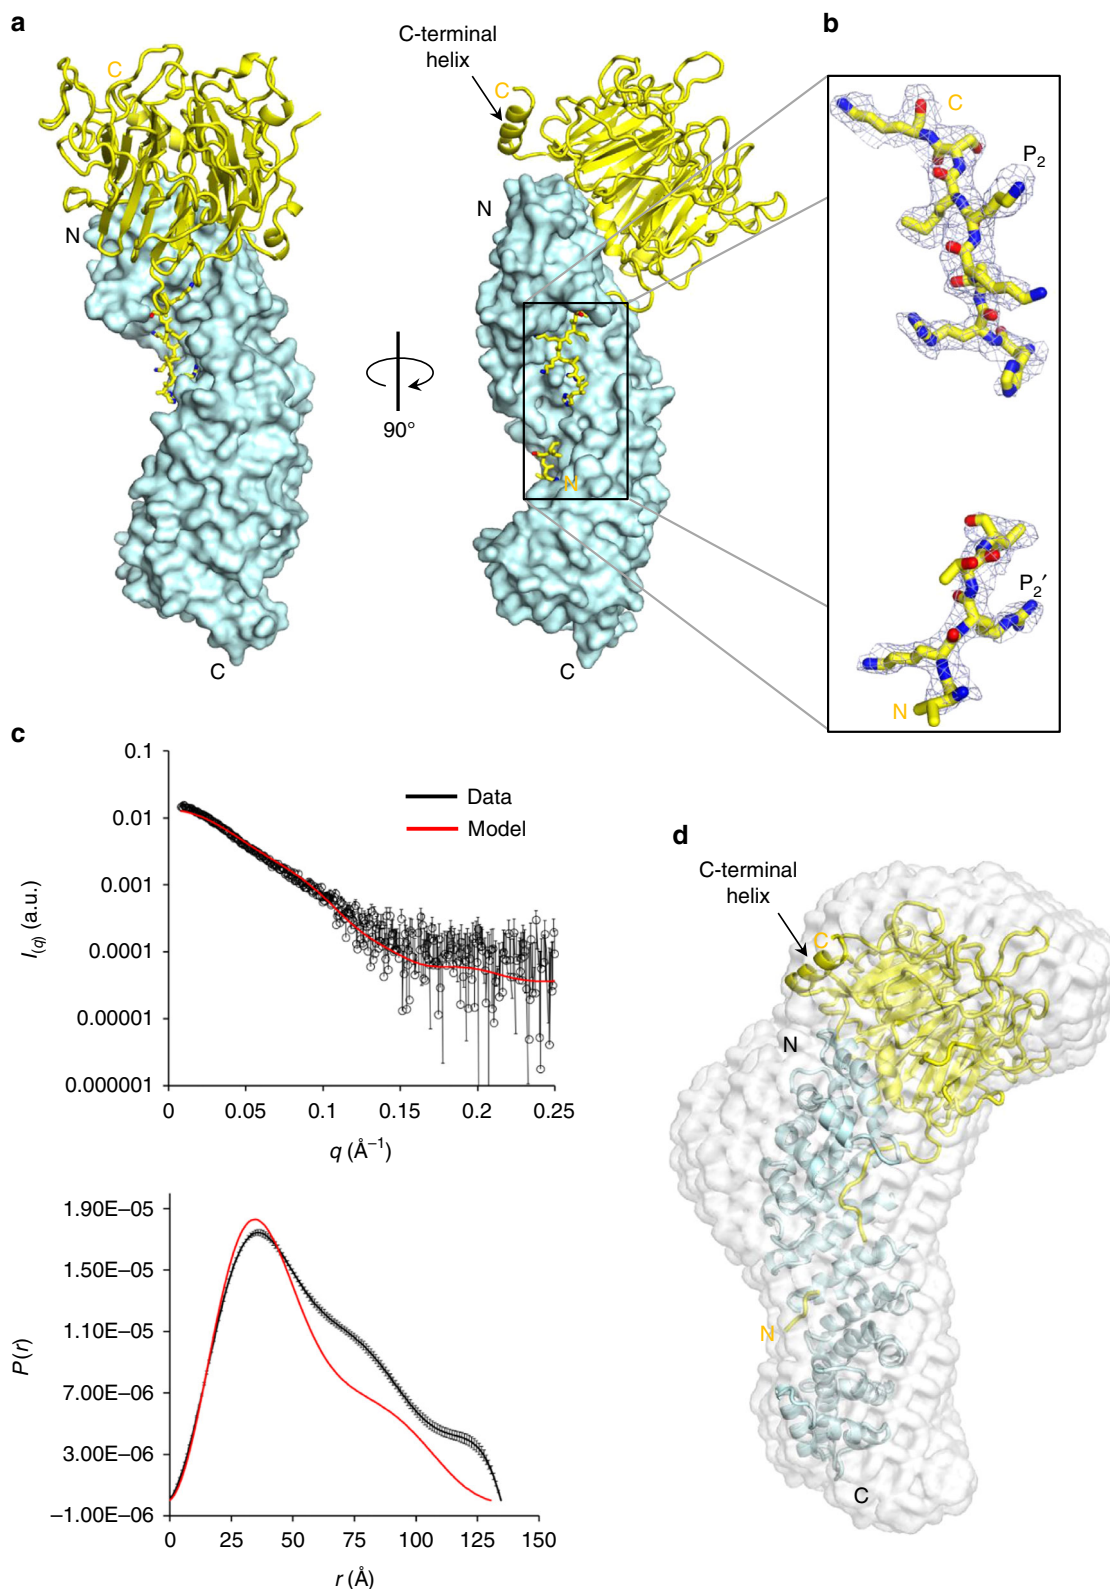 a
b
C-terminal
helix
C
N
C
90°
C
N
N
C
C
P₂
P₂′
N
c
0.1
0.01
0.001
0.0001
0.00001
0.000001
I(q) (a.u.)
Data
Model
0
0.05
0.1
0.15
0.2
0.25
q (Å⁻¹)
1.90E−05
1.50E−05
1.10E−05
7.00E−06
3.00E−06
−1.00E−06
P(r)
0
25
50
75
100
125
150
r (Å)
d
C-terminal
helix
C
N
N
C